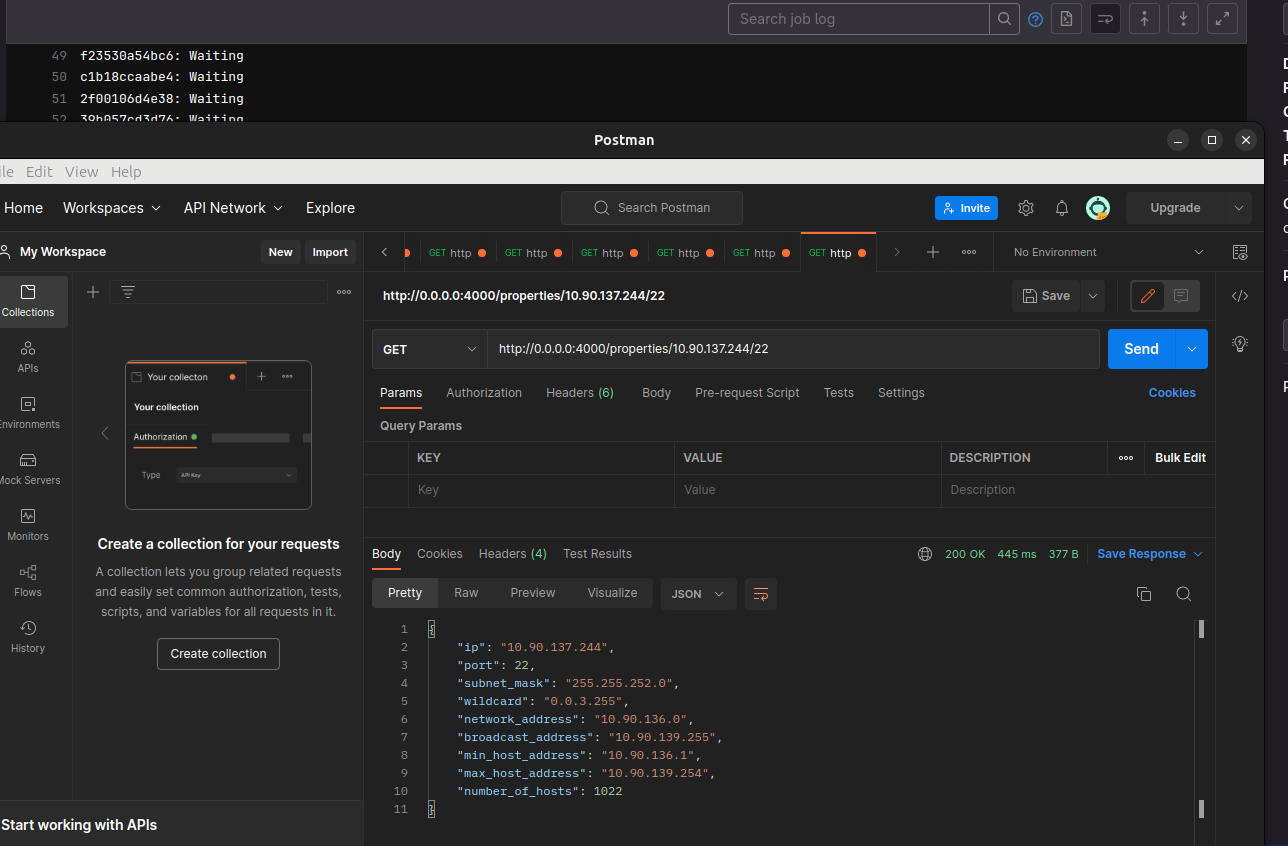 Search job log
49 f23530a54bc6: Waiting
50 c1b18ccaabe4: Waiting
51 2f00106d4e38: Waiting
52 39b057cd3d76: Waiting
Postman
ile Edit View Help
Home Workspaces API Network Explore Search Postman Invite Upgrade
My Workspace New Import GET http GET http GET http GET http GET http GET http No Environment
Collections
APIs
nvironments
Mock Servers
Monitors
Flows
History
Your collecton
Your collection
Authorization
Type API Key
Create a collection for your requests
A collection lets you group related requests
and easily set common authorization, tests,
scripts, and variables for all requests in it.
Create collection
Start working with APIs
http://0.0.0.0:4000/properties/10.90.137.244/22 Save
GET http://0.0.0.0:4000/properties/10.90.137.244/22 Send
Params Authorization Headers (6) Body Pre-request Script Tests Settings Cookies
Query Params
KEY VALUE DESCRIPTION Bulk Edit
Key Value Description
Body Cookies Headers (4) Test Results 200 OK 445 ms 377 B Save Response
Pretty Raw Preview Visualize JSON
1 {
2 "ip": "10.90.137.244",
3 "port": 22,
4 "subnet_mask": "255.255.252.0",
5 "wildcard": "0.0.3.255",
6 "network_address": "10.90.136.0",
7 "broadcast_address": "10.90.139.255",
8 "min_host_address": "10.90.136.1",
9 "max_host_address": "10.90.139.254",
10 "number_of_hosts": 1022
11 }